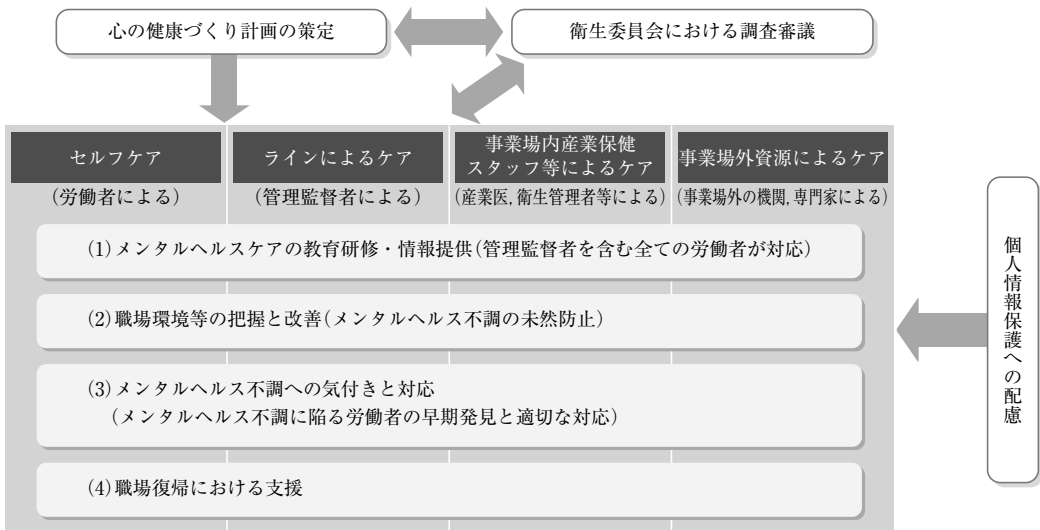 心の健康づくり計画の策定
衛生委員会における調査審議
セルフケア
(労働者による)
ラインによるケア
(管理監督者による)
事業場内産業保健
スタッフ等によるケア
(産業医, 衛生管理者等による)
事業場外資源によるケア
(事業場外の機関, 専門家による)
(1)メンタルヘルスケアの教育研修・情報提供(管理監督者を含む全ての労働者が対応)
(2)職場環境等の把握と改善(メンタルヘルス不調の未然防止)
(3)メンタルヘルス不調への気付きと対応
(メンタルヘルス不調に陥る労働者の早期発見と適切な対応)
(4)職場復帰における支援
個人情報保護への配慮